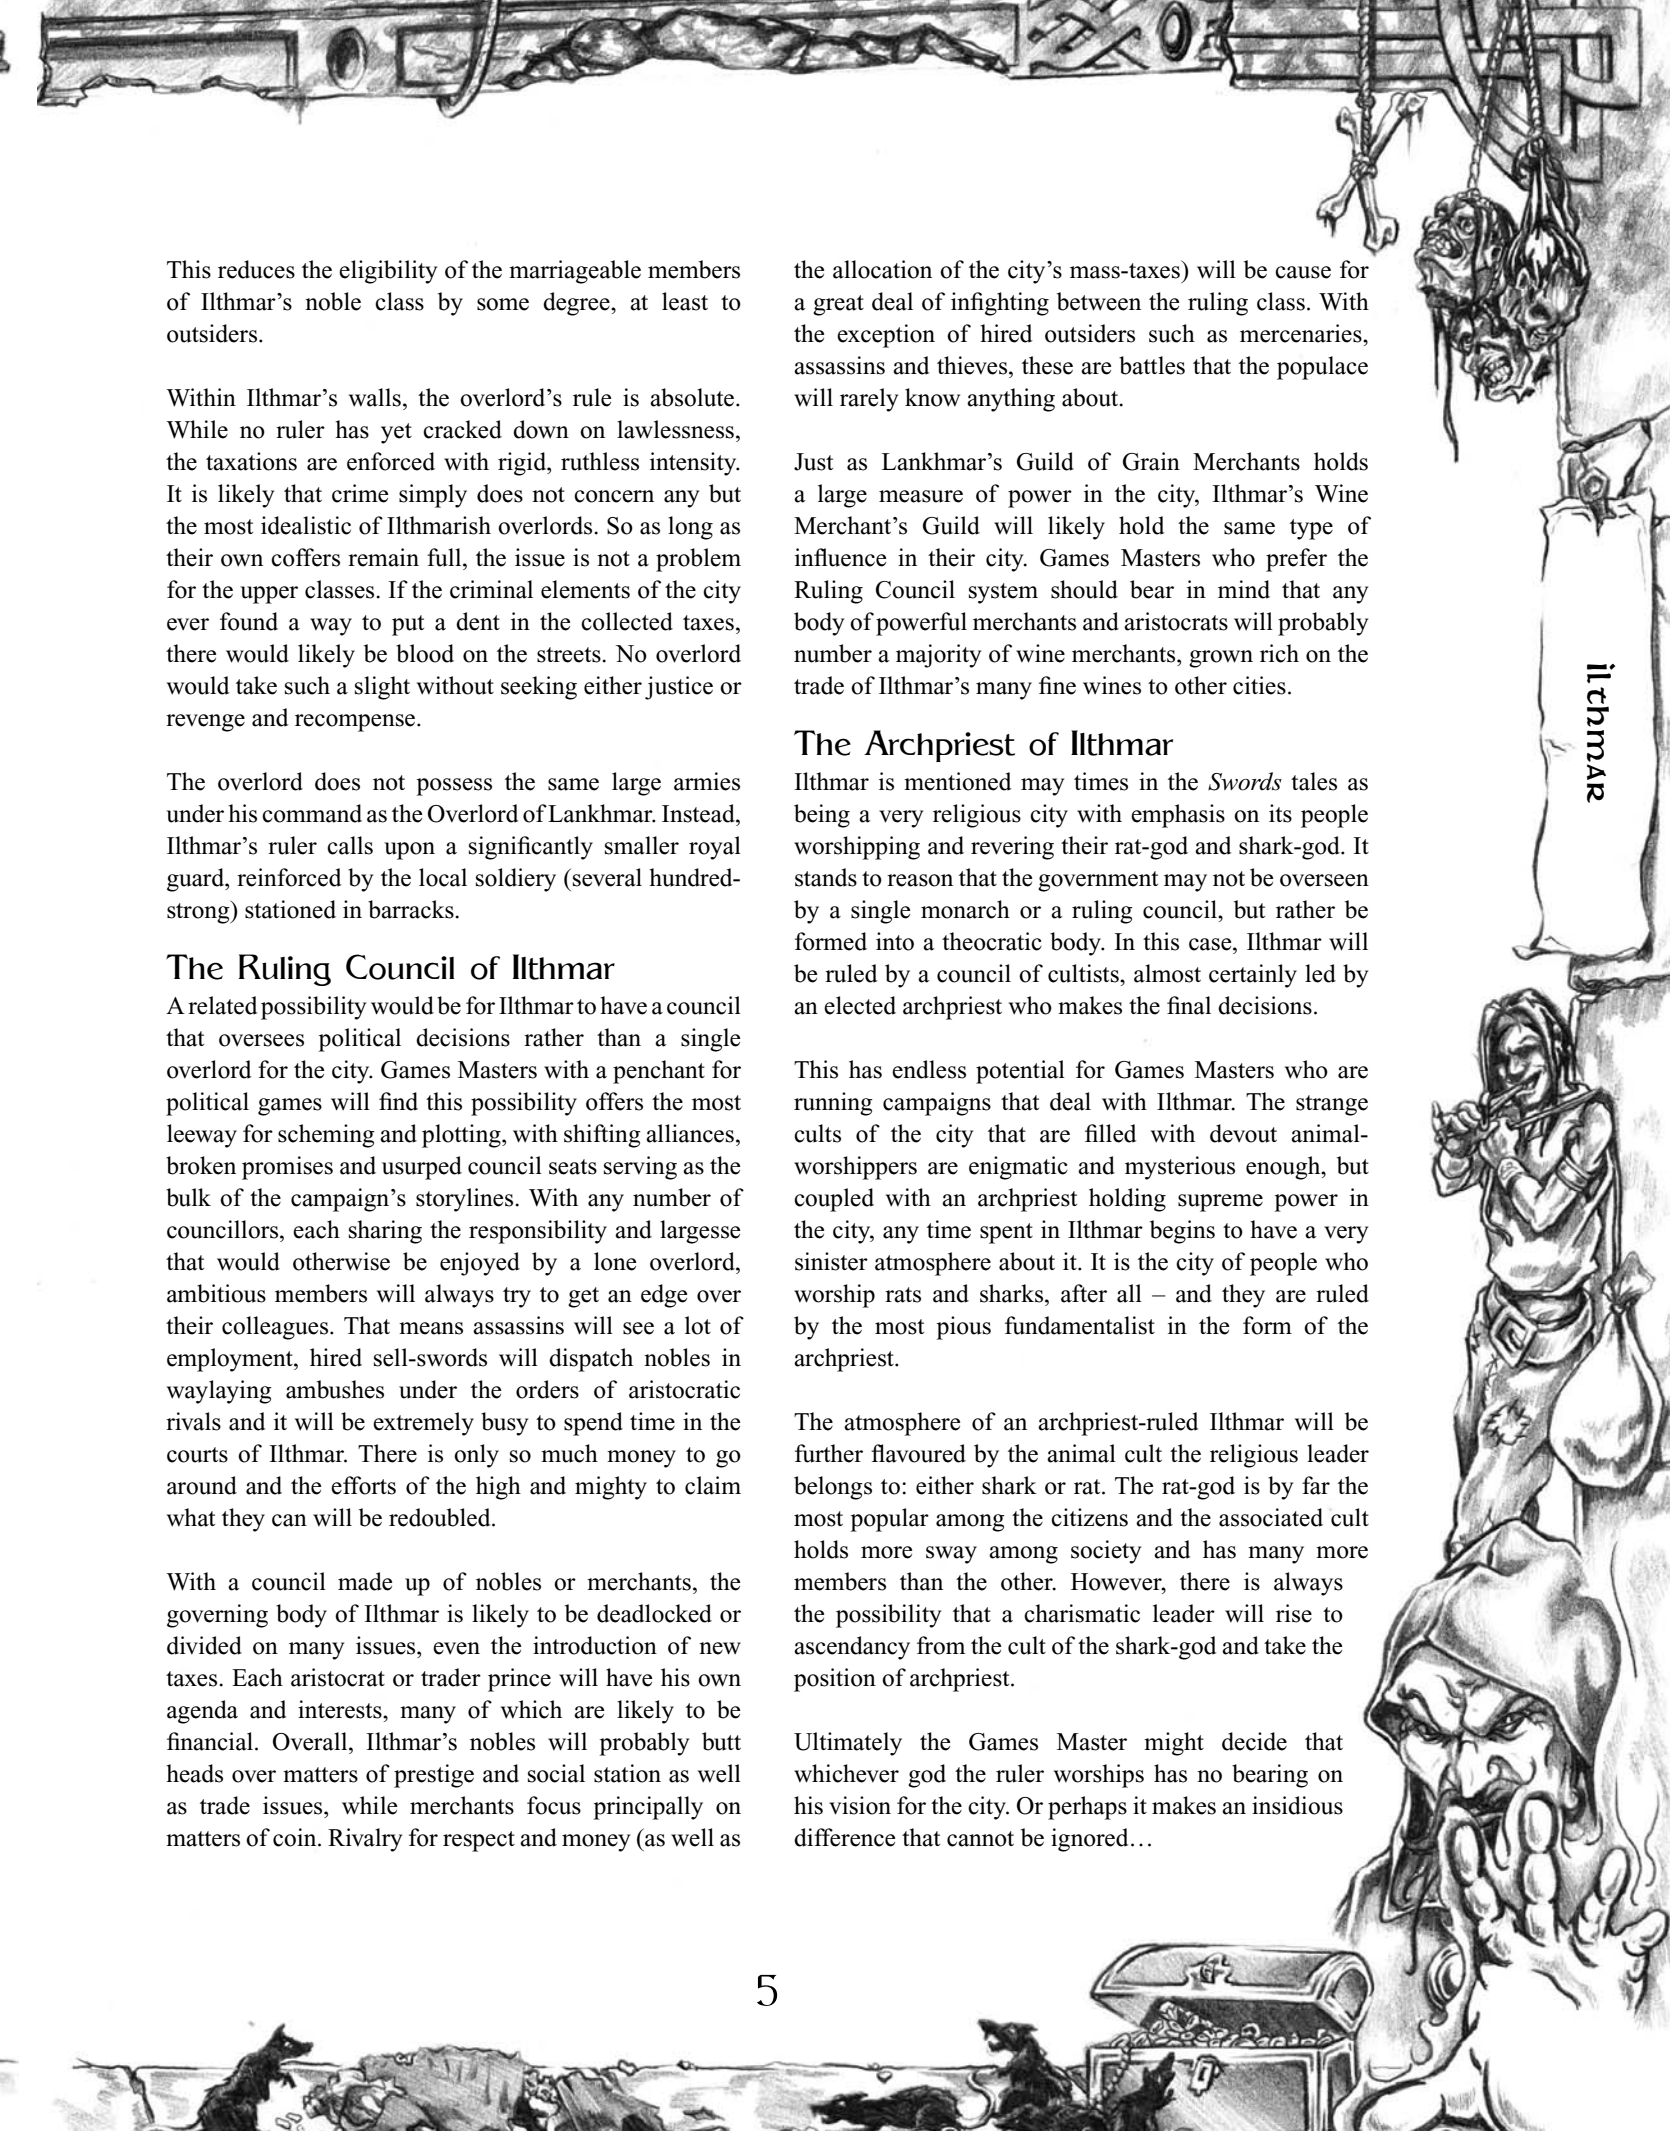 This reduces the eligibility of the marriageable members
of Ilthmar’s noble class by some degree, at least to
outsiders.
Within Ilthmar’s walls, the overlord’s rule is absolute.
While no ruler has yet cracked down on lawlessness,
the taxations are enforced with rigid, ruthless intensity.
It is likely that crime simply does not concern any but
the most idealistic of Ilthmarish overlords. So as long as
their own coffers remain full, the issue is not a problem
for the upper classes. If the criminal elements of the city
ever found a way to put a dent in the collected taxes,
there would likely be blood on the streets. No overlord
would take such a slight without seeking either justice or
revenge and recompense.
The overlord does not possess the same large armies
under his command as the Overlord of Lankhmar. Instead,
Ilthmar’s ruler calls upon a significantly smaller royal
guard, reinforced by the local soldiery (several hundred-
strong) stationed in barracks.
The Ruling Council of Ilthmar
A related possibility would be for Ilthmar to have a council
that oversees political decisions rather than a single
overlord for the city. Games Masters with a penchant for
political games will find this possibility offers the most
leeway for scheming and plotting, with shifting alliances,
broken promises and usurped council seats serving as the
bulk of the campaign’s storylines. With any number of
councillors, each sharing the responsibility and largesse
that would otherwise be enjoyed by a lone overlord,
ambitious members will always try to get an edge over
their colleagues. That means assassins will see a lot of
employment, hired sell-swords will dispatch nobles in
waylaying ambushes under the orders of aristocratic
rivals and it will be extremely busy to spend time in the
courts of Ilthmar. There is only so much money to go
around and the efforts of the high and mighty to claim
what they can will be redoubled.
With a council made up of nobles or merchants, the
governing body of Ilthmar is likely to be deadlocked or
divided on many issues, even the introduction of new
taxes. Each aristocrat or trader prince will have his own
agenda and interests, many of which are likely to be
financial. Overall, Ilthmar’s nobles will probably butt
heads over matters of prestige and social station as well
as trade issues, while merchants focus principally on
matters of coin. Rivalry for respect and money (as well as
the allocation of the city’s mass-taxes) will be cause for
a great deal of infighting between the ruling class. With
the exception of hired outsiders such as mercenaries,
assassins and thieves, these are battles that the populace
will rarely know anything about.
Just as Lankhmar’s Guild of Grain Merchants holds
a large measure of power in the city, Ilthmar’s Wine
Merchant’s Guild will likely hold the same type of
influence in their city. Games Masters who prefer the
Ruling Council system should bear in mind that any
body of powerful merchants and aristocrats will probably
number a majority of wine merchants, grown rich on the
trade of Ilthmar’s many fine wines to other cities.
The Archpriest of Ilthmar
Ilthmar is mentioned may times in the Swords tales as
being a very religious city with emphasis on its people
worshipping and revering their rat-god and shark-god. It
stands to reason that the government may not be overseen
by a single monarch or a ruling council, but rather be
formed into a theocratic body. In this case, Ilthmar will
be ruled by a council of cultists, almost certainly led by
an elected archpriest who makes the final decisions.
This has endless potential for Games Masters who are
running campaigns that deal with Ilthmar. The strange
cults of the city that are filled with devout animal-
worshippers are enigmatic and mysterious enough, but
coupled with an archpriest holding supreme power in
the city, any time spent in Ilthmar begins to have a very
sinister atmosphere about it. It is the city of people who
worship rats and sharks, after all – and they are ruled
by the most pious fundamentalist in the form of the
archpriest.
The atmosphere of an archpriest-ruled Ilthmar will be
further flavoured by the animal cult the religious leader
belongs to: either shark or rat. The rat-god is by far the
most popular among the citizens and the associated cult
holds more sway among society and has many more
members than the other. However, there is always
the possibility that a charismatic leader will rise to
ascendancy from the cult of the shark-god and take the
position of archpriest.
Ultimately the Games Master might decide that
whichever god the ruler worships has no bearing on
his vision for the city. Or perhaps it makes an insidious
difference that cannot be ignored…
Ilthmar
5